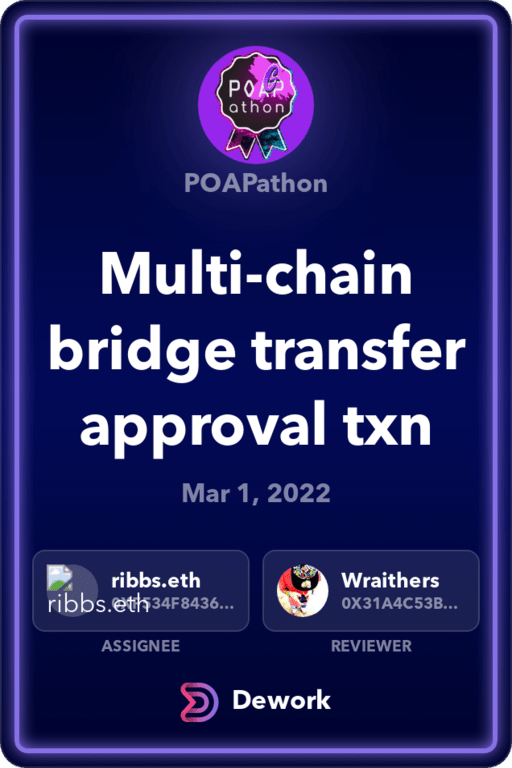 POAP
athon
POAPathon
Multi-chain
bridge transfer
approval txn
Mar 1, 2022
ribbs.eth
ribbs.eth
534F8436...
Wraithers
0X31A4C53B...
ASSIGNEE
REVIEWER
Dework